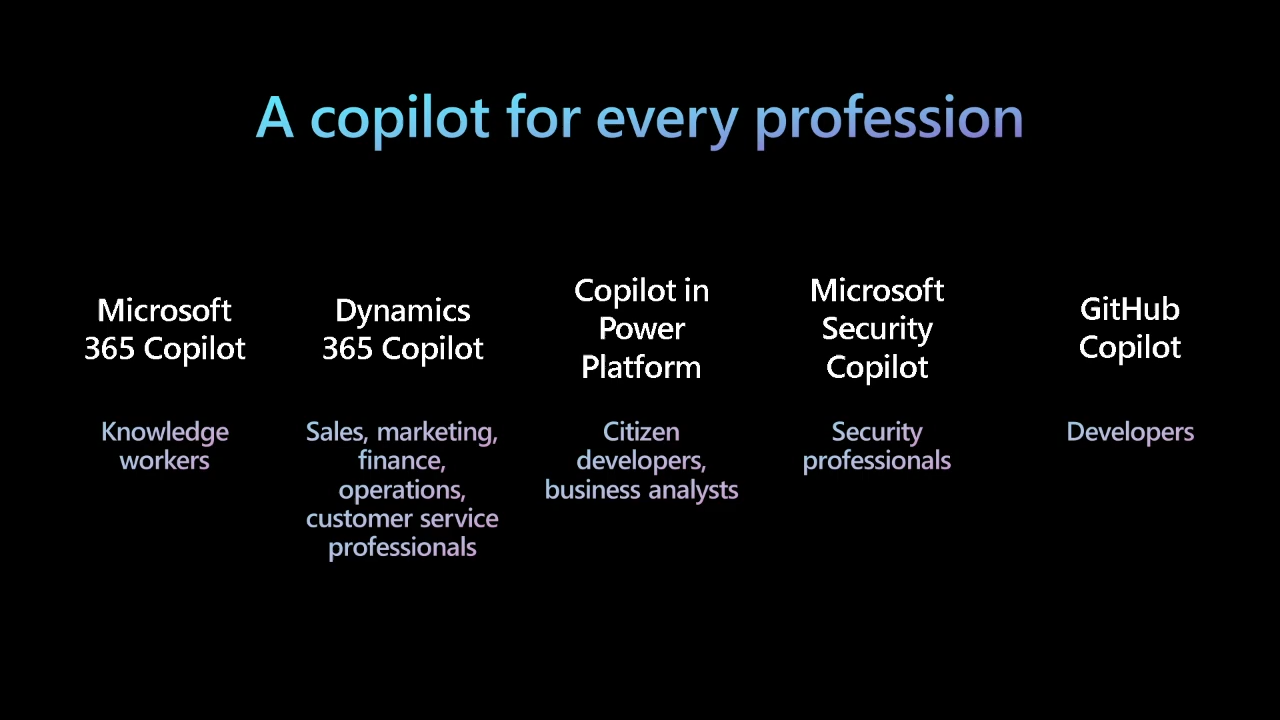 A copilot for every profession
Microsoft
365 Copilot
Knowledge
workers
Dynamics
365 Copilot
Sales, marketing,
finance,
operations,
customer service
professionals
Copilot in
Power
Platform
Citizen
developers,
business analysts
Microsoft
Security
Copilot
Security
professionals
GitHub
Copilot
Developers